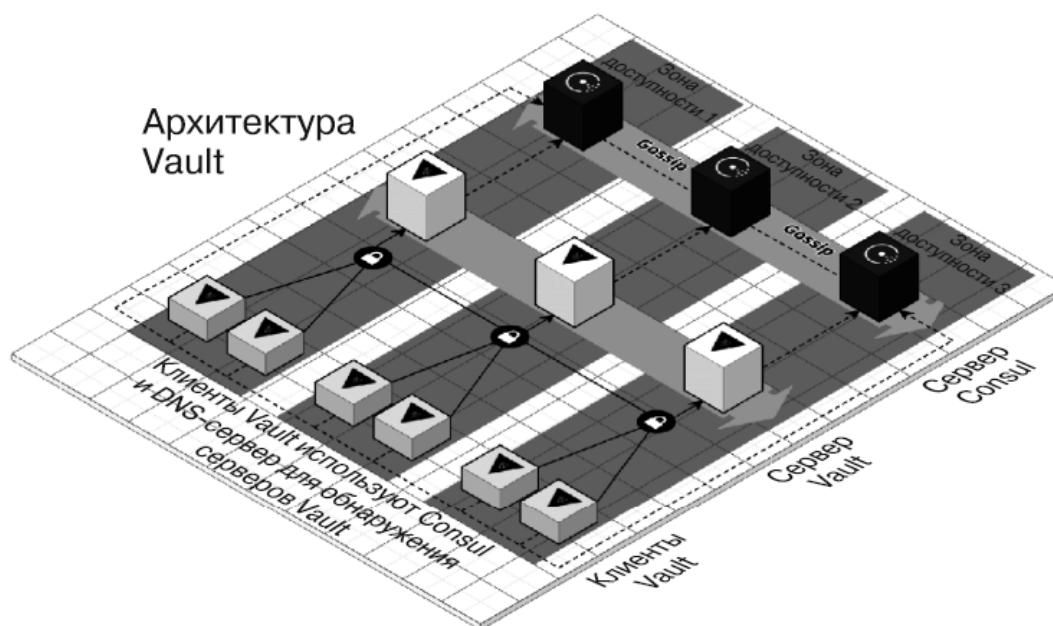 Архитектура
Vault
Зона
доступности 1
Зона
доступности 2
Зона
доступности 3
Gossip
Gossip
Клиенты Vault используют Consul
и DNS-сервер для обнаружения
серверов Vault
Клиенты
Vault
Сервер
Vault
Сервер
Consul